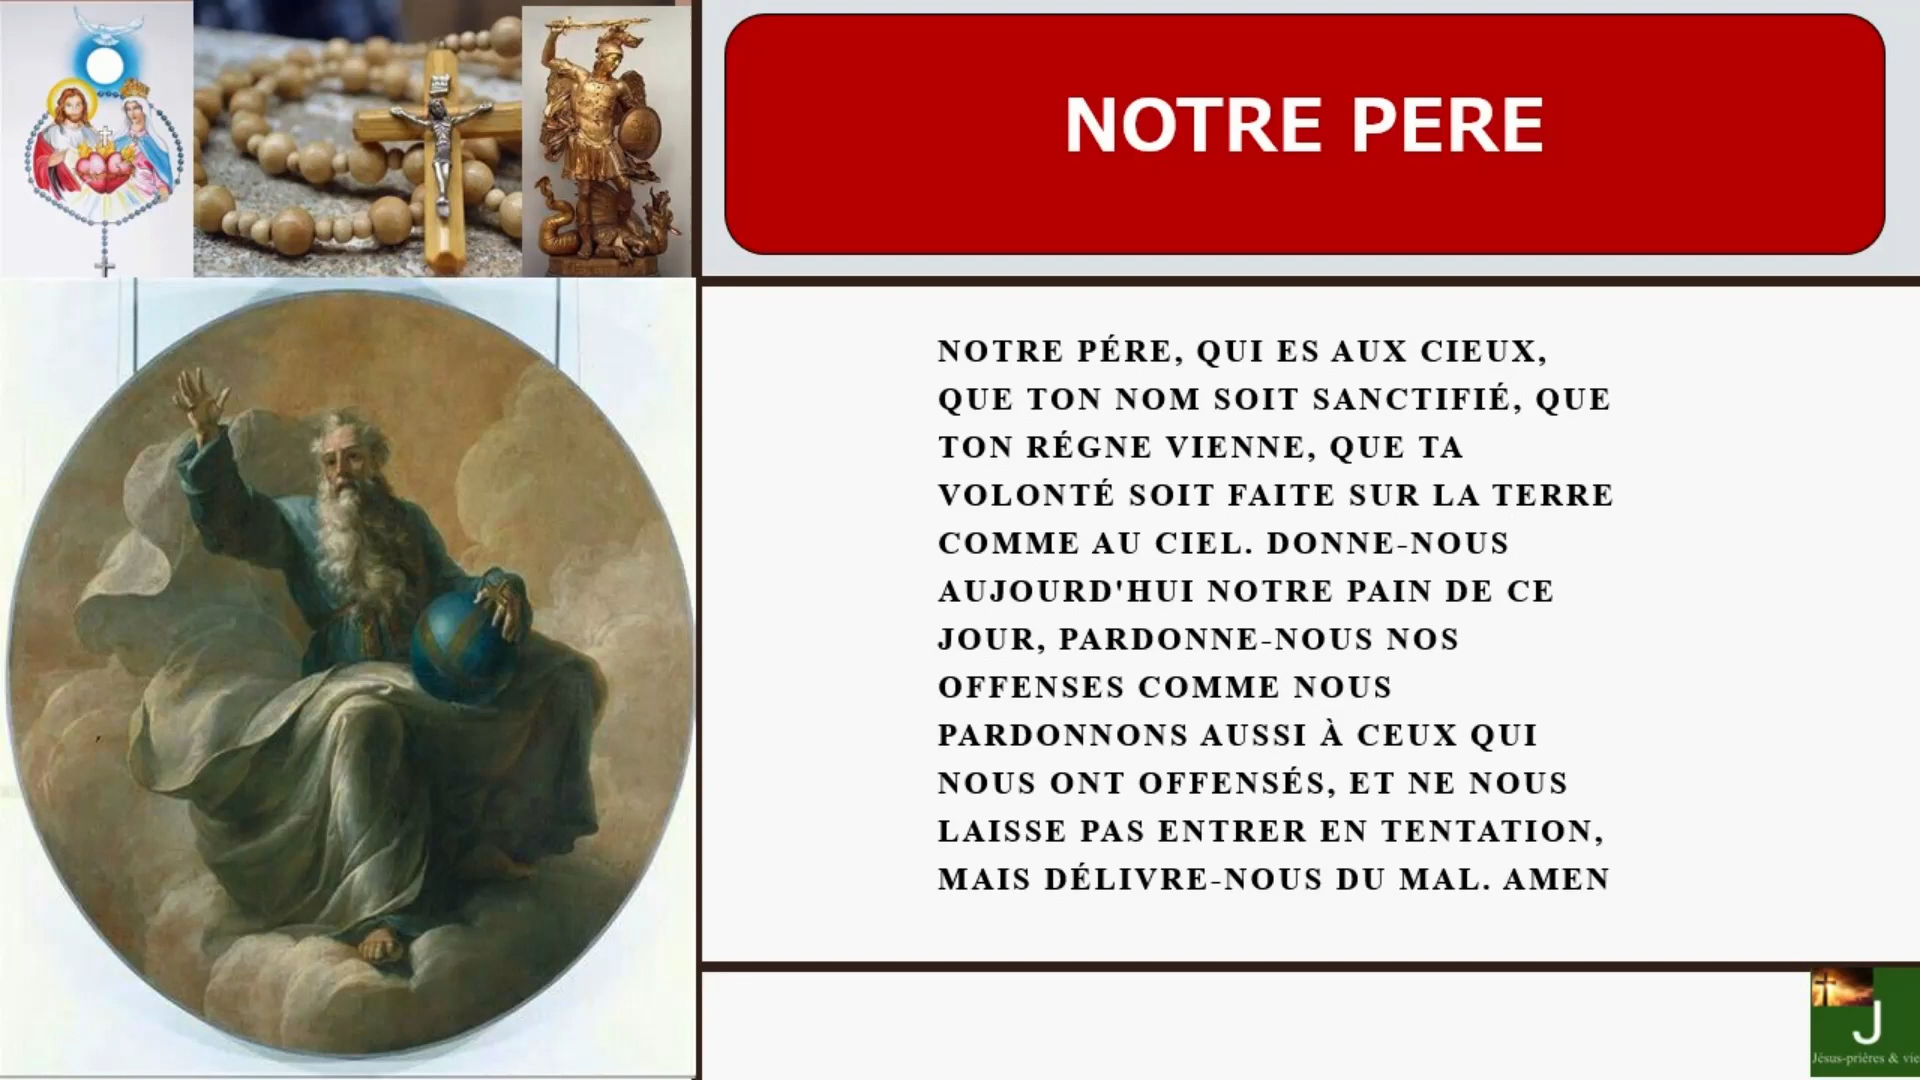 NOTRE PERE
NOTRE PÉRE, QUI ES AUX CIEUX,
QUE TON NOM SOIT SANCTIFIÉ, QUE
TON RÉGNE VIENNE, QUE TA
VOLONTÉ SOIT FAITE SUR LA TERRE
COMME AU CIEL. DONNE-NOUS
AUJOURD'HUI NOTRE PAIN DE CE
JOUR, PARDONNE-NOUS NOS
OFFENSES COMME NOUS
PARDONNONS AUSSI À CEUX QUI
NOUS ONT OFFENSÉS, ET NE NOUS
LAISSE PAS ENTRER EN TENTATION,
MAIS DÉLIVRE-NOUS DU MAL. AMEN
J
Jésus-prières & vie